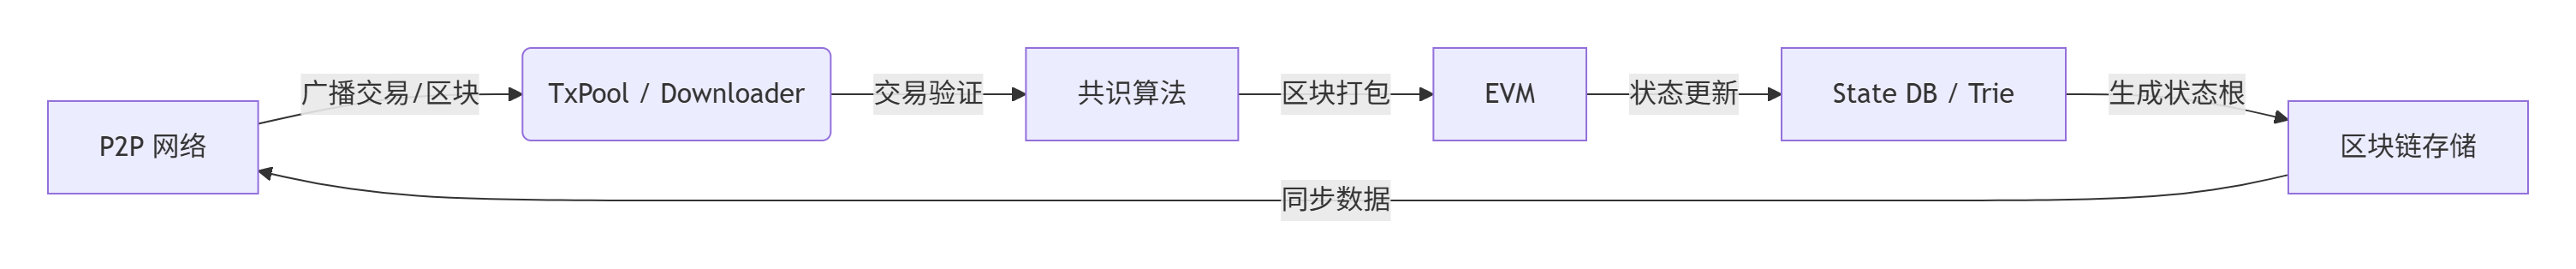 P2P 网络
广播交易/区块
TxPool / Downloader
交易验证
共识算法
区块打包
EVM
状态更新
State DB / Trie
生成状态根
区块链存储
同步数据